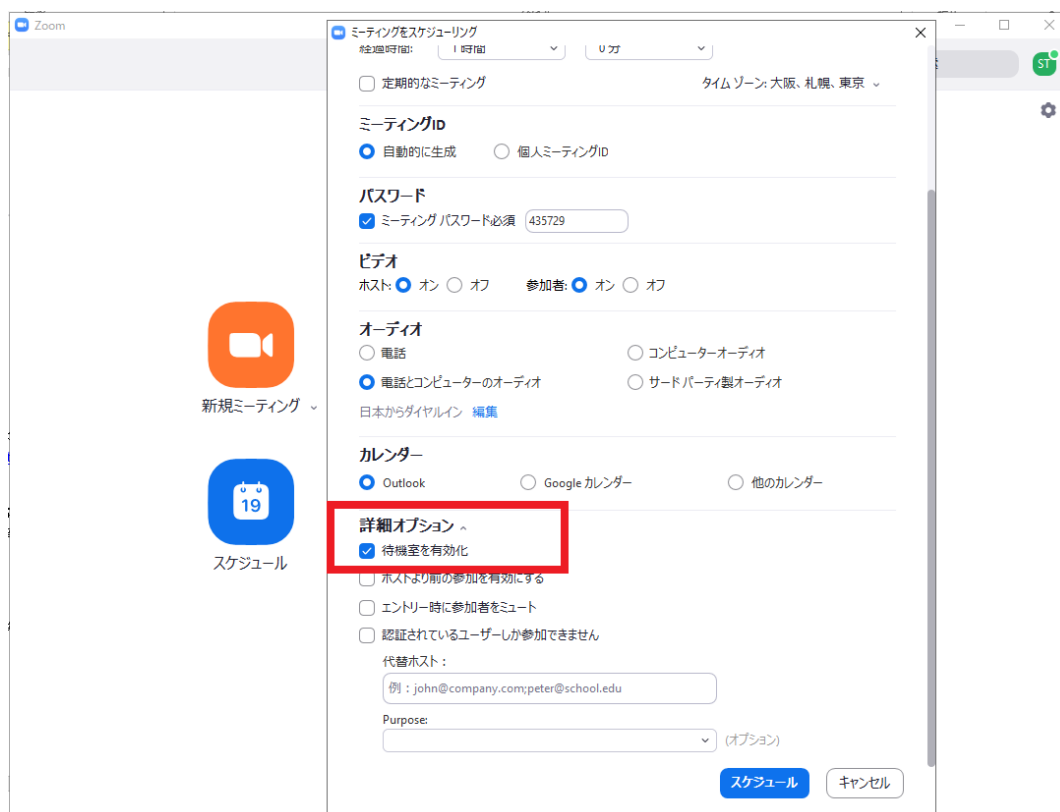 Zoom
ミーティングをスケジューリング
ST
経過時間: 1 時間 0 分
定期的なミーティング タイム ゾーン: 大阪、札幌、東京
ミーティングID
自動的に生成 個人ミーティングID
パスワード
ミーティング パスワード必須 435729
ビデオ
ホスト: オン オフ 参加者: オン オフ
オーディオ
電話 コンピューターオーディオ
電話とコンピューターのオーディオ サードパーティ製オーディオ
日本からダイヤルイン 編集
新規ミーティング
カレンダー
Outlook Google カレンダー 他のカレンダー
19
スケジュール
詳細オプション
待機室を有効化
ホストより前の参加を有効にする
エントリー時に参加者をミュート
認証されているユーザーしか参加できません
代替ホスト：
例：john@company.com;peter@school.edu
Purpose:
(オプション)
スケジュール キャンセル